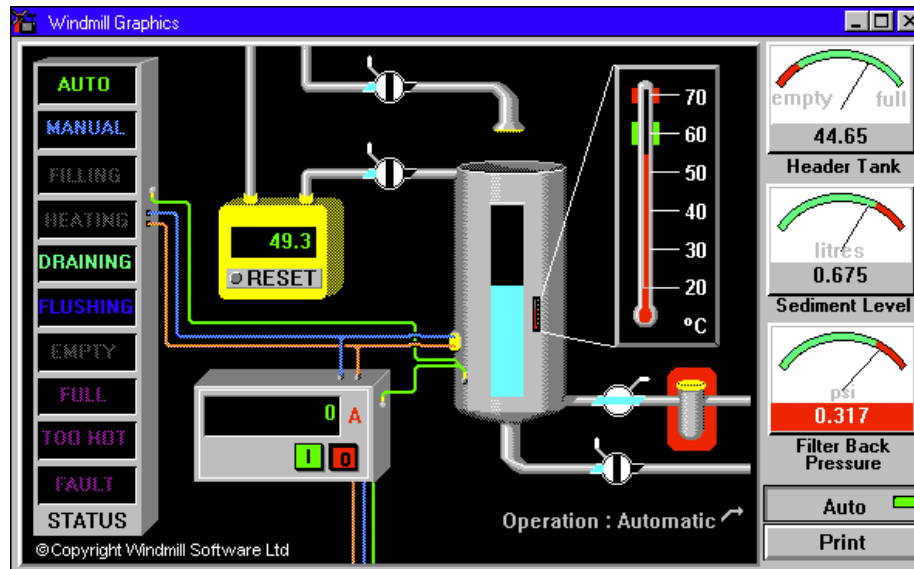 Windmill Graphics
AUTO
MANUAL
FILLING
HEATING
DRAINING
FLUSHING
EMPTY
FULL
TOO HOT
FAULT
STATUS
©Copyright Windmill Software Ltd
49.3
RESET
0 A
I O
70
60
50
40
30
20
ºC
Operation : Automatic
empty full
44.65
Header Tank
litres
0.675
Sediment Level
psi
0.317
Filter Back
Pressure
Auto
Print